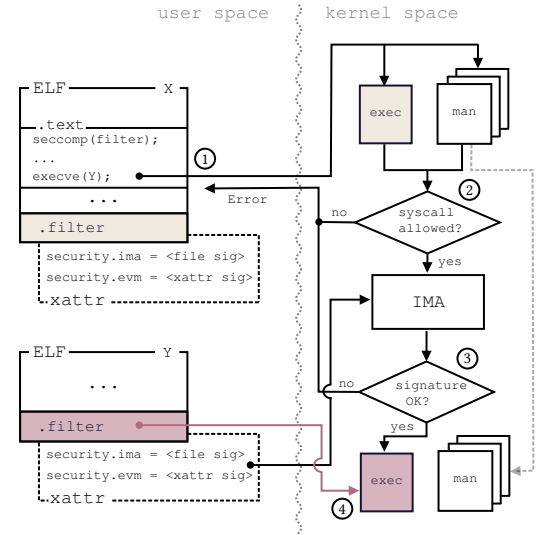 user space
kernel space
ELF X
.text
seccomp(filter);
...
execve(Y);
...
.filter
security.ima = <file sig>
security.evm = <xattr sig>
xattr
1
Error
exec
man
2
syscall
allowed?
no
yes
IMA
3
signature
OK?
no
yes
ELF Y
...
.filter
security.ima = <file sig>
security.evm = <xattr sig>
xattr
exec
man
4